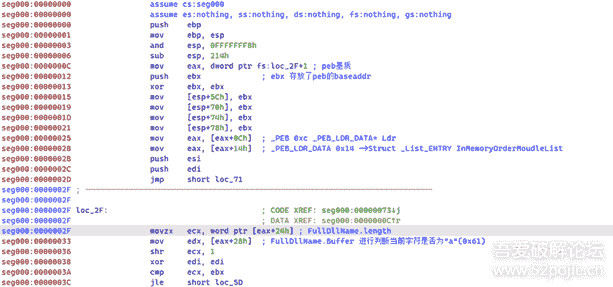 seg000:00000000 assume cs:seg000
seg000:00000000 assume es:nothing, ss:nothing, ds:nothing, fs:nothing, gs:nothing
seg000:00000000 push ebp
seg000:00000001 mov ebp, esp
seg000:00000003 and esp, 0FFFFFFF8h
seg000:00000006 sub esp, 214h
seg000:0000000C mov eax, dword ptr fs:loc_2F+1 ; peb基质
seg000:00000012 push ebx ; ebx 存放了peb的baseaddr
seg000:00000013 xor ebx, ebx
seg000:00000015 mov [esp+5Ch], ebx
seg000:00000019 mov [esp+70h], ebx
seg000:0000001D mov [esp+74h], ebx
seg000:00000021 mov [esp+78h], ebx
seg000:00000025 mov eax, [eax+0Ch] ; _PEB 0xc _PEB_LDR_DATA* Ldr
seg000:00000028 mov eax, [eax+14h] ; _PEB_LDR_DATA 0x14 →Struct _List_ENTRY InMemoryOrderMoudleList
seg000:0000002B push esi
seg000:0000002C push edi
seg000:0000002D jmp short loc_71
seg000:0000002F ; ---------------------------------------------------------------------------
seg000:0000002F
seg000:0000002F loc_2F: ; CODE XREF: seg000:00000073↓j
seg000:0000002F ; DATA XREF: seg000:0000000C↑r
seg000:0000002F movzx ecx, word ptr [eax+24h] ; FullDllName.length
seg000:00000033 mov edx, [eax+28h] ; FullDllName.Buffer 进行判断当前字符是否为"a"(0x61)
seg000:00000036 shr ecx, 1
seg000:00000038 xor edi, edi
seg000:0000003A cmp ecx, ebx
seg000:0000003C jle short loc_5D
吾爱破解论坛
www.52pojie.cn